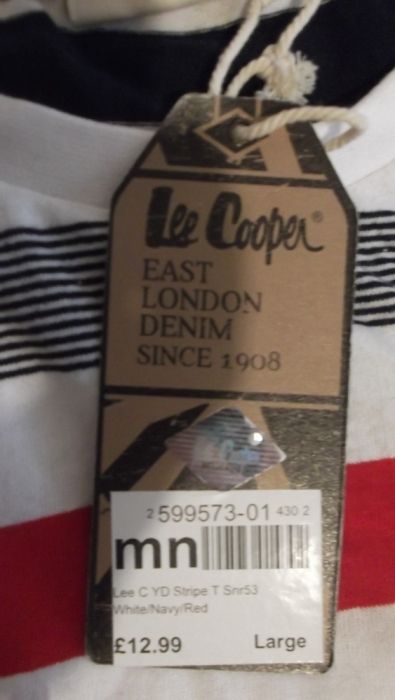 Lee Cooper®
EAST
LONDON
DENIM
SINCE 1908
2 599573-01 430 2
mn
Lee C YD Stripe T Snr53
White/Navy/Red
£12.99 Large